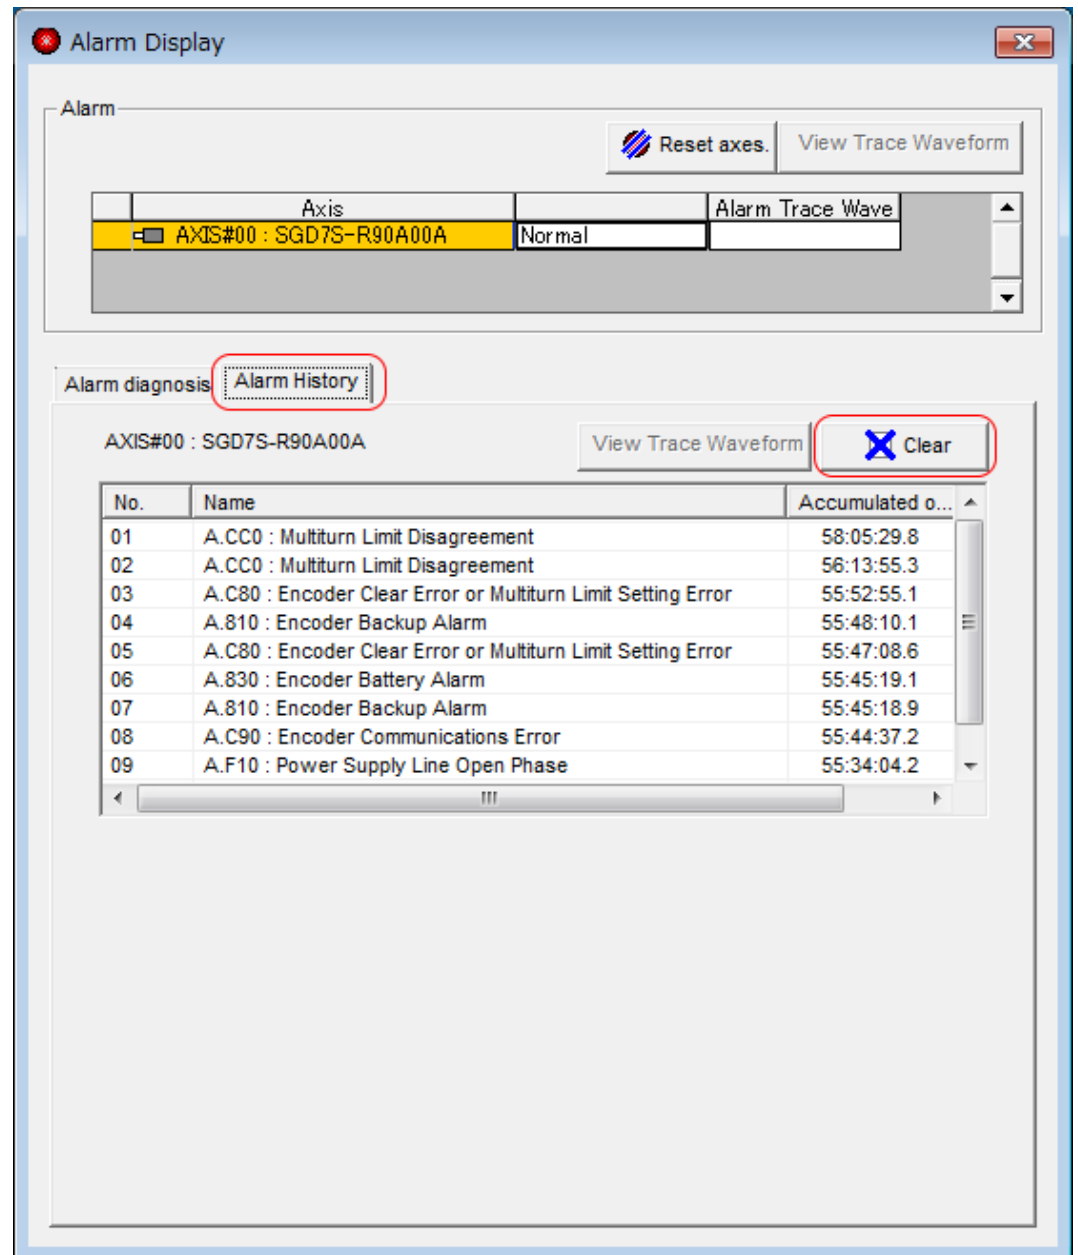 Alarm Display
Alarm
Reset axes. View Trace Waveform
Axis Alarm Trace Wave
AXIS#00 : SGD7S-R90A00A Normal
Alarm diagnosis Alarm History
AXIS#00 : SGD7S-R90A00A View Trace Waveform Clear
No. Name Accumulated o...
01 A.CC0 : Multiturn Limit Disagreement 58:05:29.8
02 A.CC0 : Multiturn Limit Disagreement 56:13:55.3
03 A.C80 : Encoder Clear Error or Multiturn Limit Setting Error 55:52:55.1
04 A.810 : Encoder Backup Alarm 55:48:10.1
05 A.C80 : Encoder Clear Error or Multiturn Limit Setting Error 55:47:08.6
06 A.830 : Encoder Battery Alarm 55:45:19.1
07 A.810 : Encoder Backup Alarm 55:45:18.9
08 A.C90 : Encoder Communications Error 55:44:37.2
09 A.F10 : Power Supply Line Open Phase 55:34:04.2